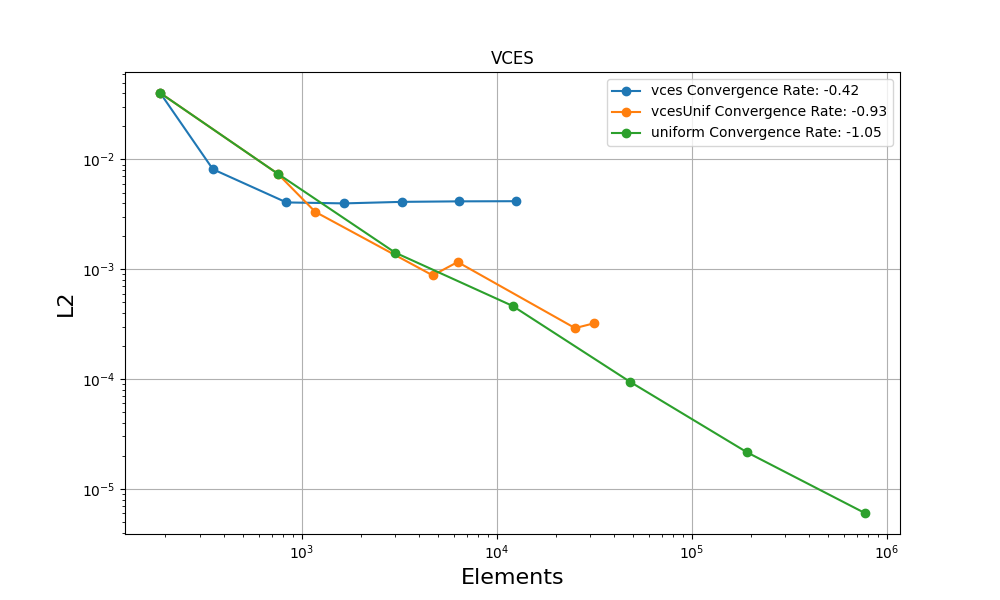 VCES
vces Convergence Rate: -0.42
vcesUnif Convergence Rate: -0.93
uniform Convergence Rate: -1.05
L2
10⁻²
10⁻³
10⁻⁴
10⁻⁵
10³ 10⁴ 10⁵ 10⁶
Elements